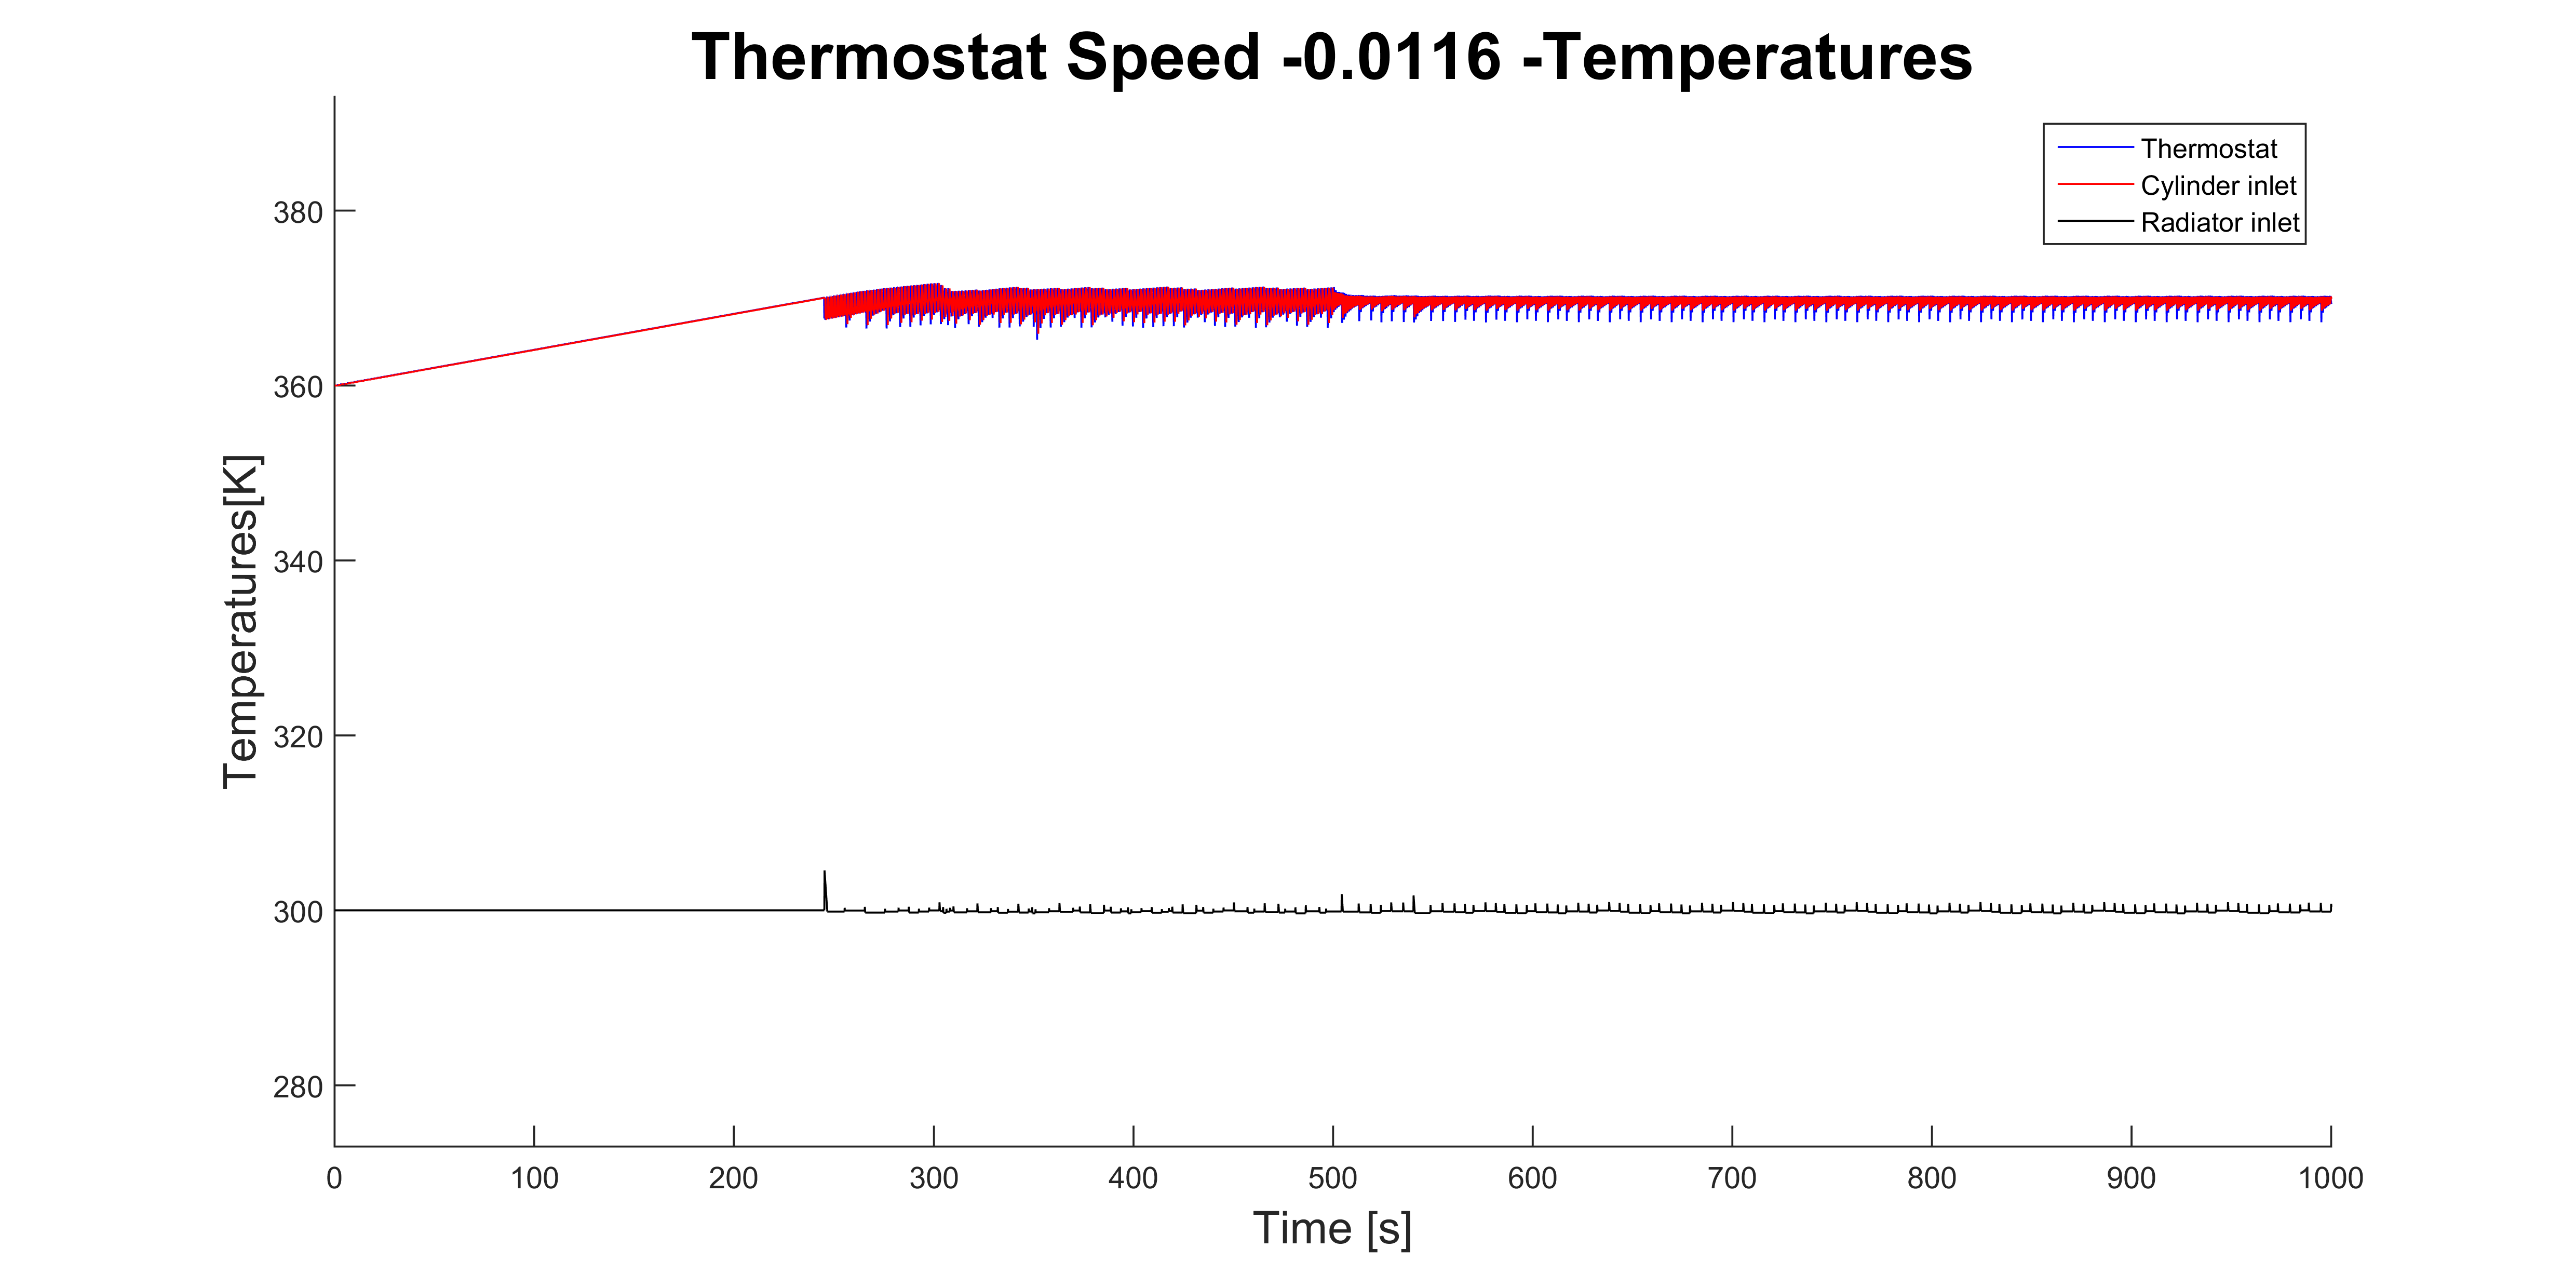 Thermostat Speed -0.0116 -Temperatures
Thermostat
Cylinder inlet
Radiator inlet
380
360
340
320
300
280
Temperatures[K]
0 100 200 300 400 500 600 700 800 900 1000
Time [s]